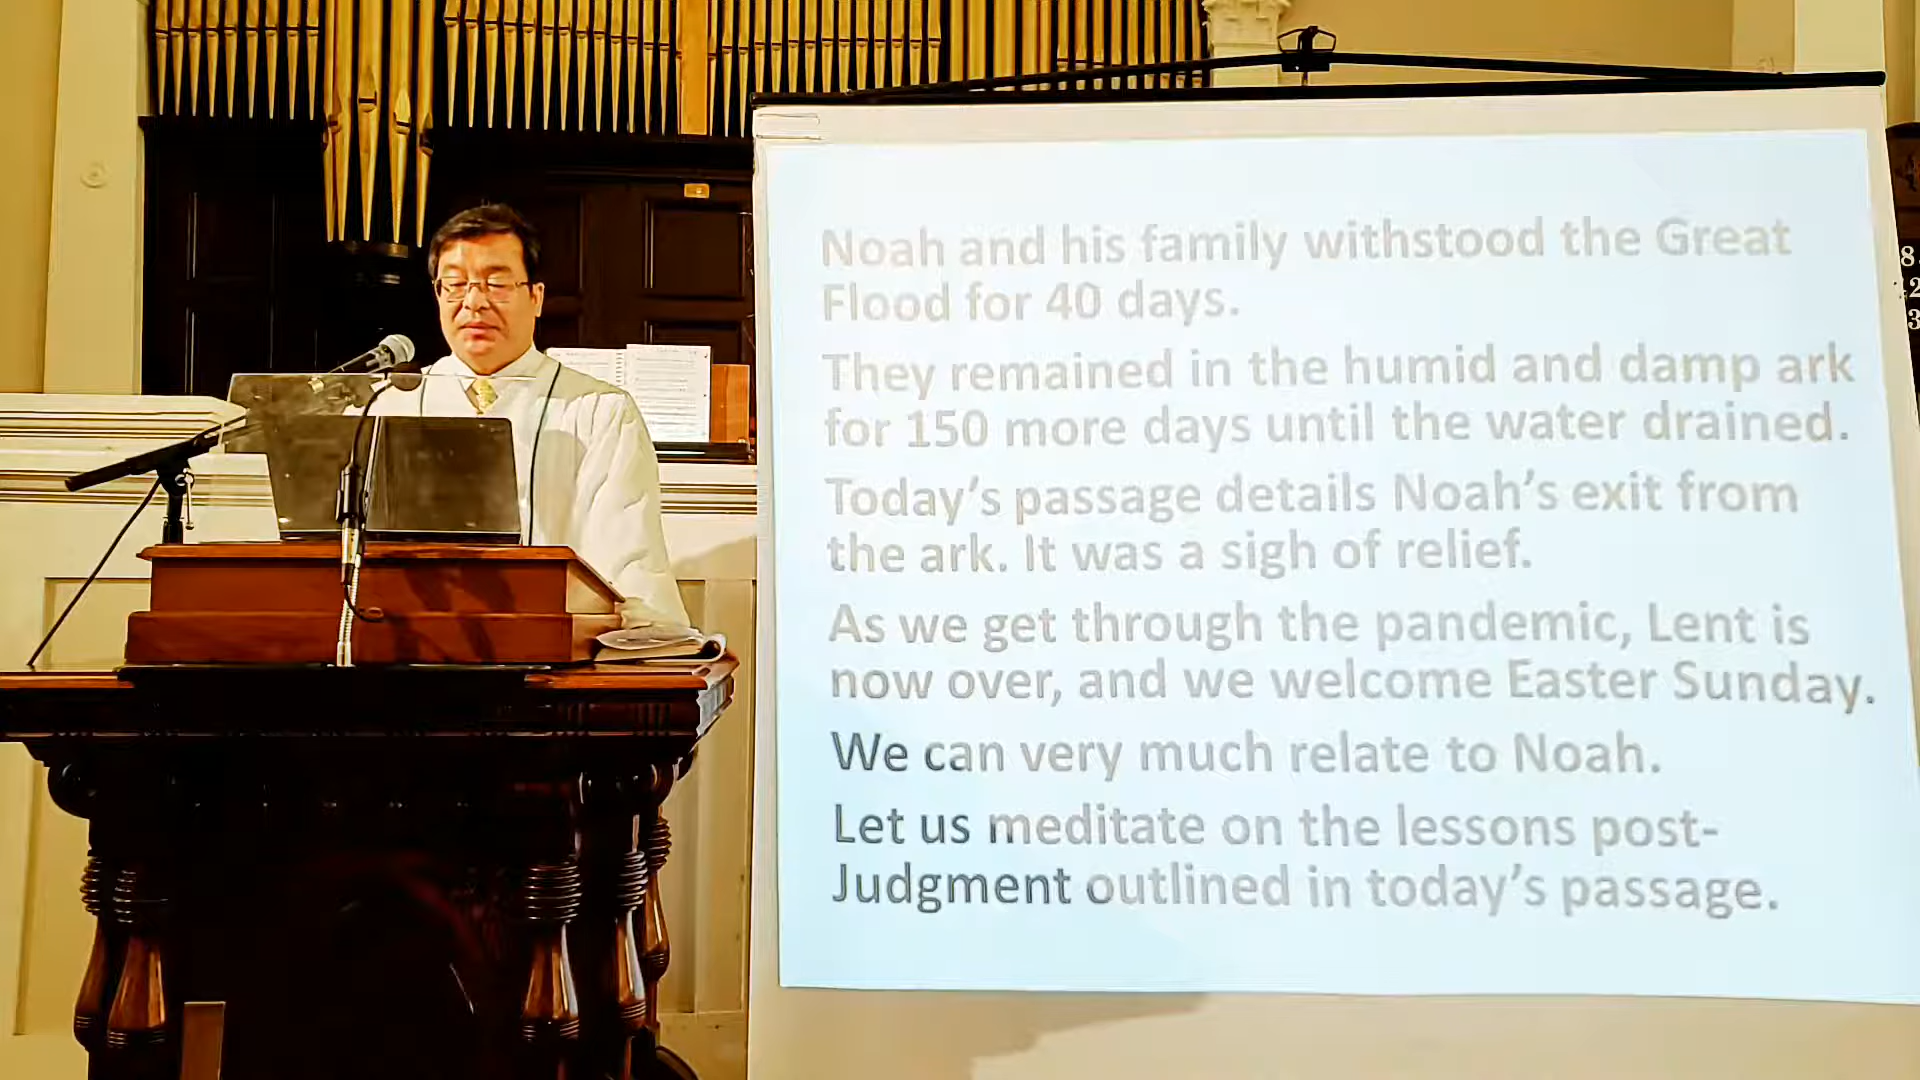 Noah and his family withstood the Great
Flood for 40 days.
They remained in the humid and damp ark
for 150 more days until the water drained.
Today's passage details Noah's exit from
the ark. It was a sigh of relief.
As we get through the pandemic, Lent is
now over, and we welcome Easter Sunday.
We can very much relate to Noah.
Let us meditate on the lessons post-
Judgment outlined in today's passage.